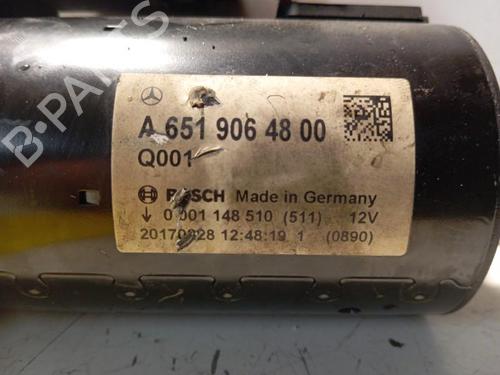 A 651 906 48 00
Q001
BOSCH Made in Germany
0 001 148 510 (511) 12V
20170828 12:48:19 1 (0890)
B-Parts